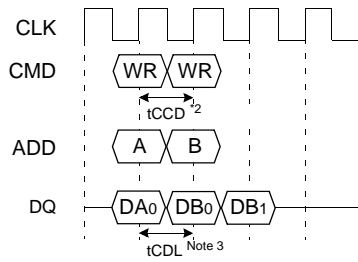 CLK
CMD WR WR
tCCD *2
ADD A B
DQ DA0 DB0 DB1
tCDL Note 3